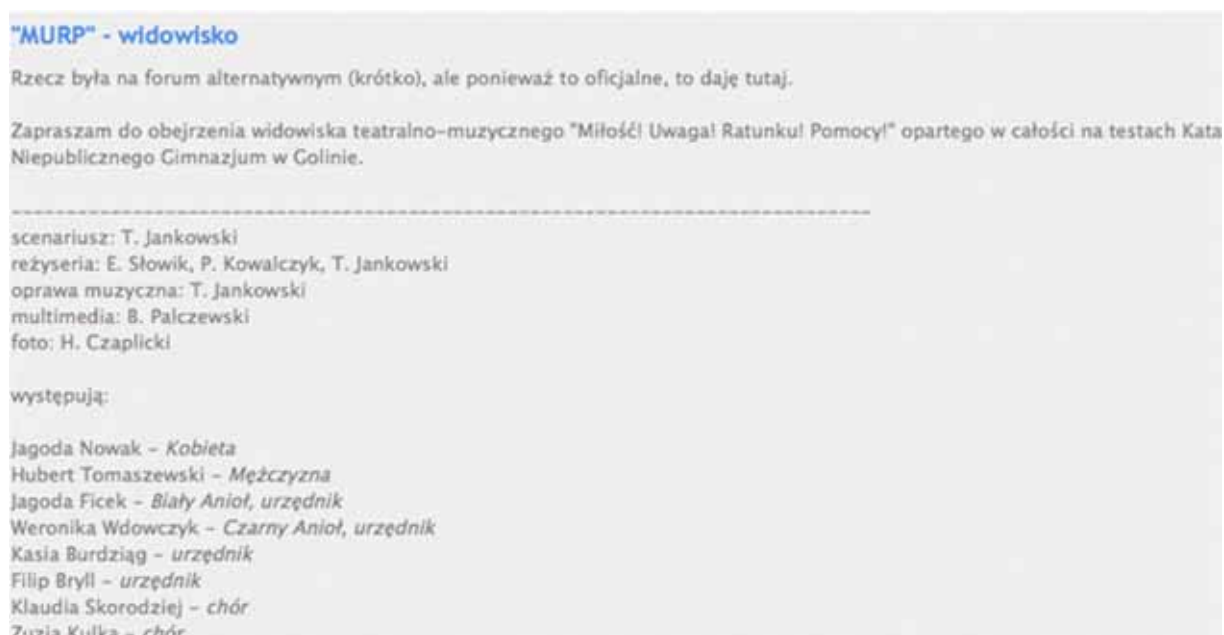 "MURP" - widowisko
Rzecz była na forum alternatywnym (krótko), ale ponieważ to oficjalne, to daję tutaj.
Zapraszam do obejrzenia widowiska teatralno-muzycznego "Miłość! Uwaga! Ratunku! Pomocy!" opartego w całości na testach Kata
Niepublicznego Gimnazjum w Golinie.
--------------------------------------------------------------------------------
scenariusz: T. Jankowski
reżyseria: E. Słowik, P. Kowalczyk, T. Jankowski
oprawa muzyczna: T. Jankowski
multimedia: B. Palczewski
foto: H. Czaplicki
występują:
Jagoda Nowak – Kobieta
Hubert Tomaszewski – Mężczyzna
Jagoda Ficek – Biały Anioł, urzędnik
Weronika Wdowczyk – Czarny Anioł, urzędnik
Kasia Burdziąg – urzędnik
Filip Bryll – urzędnik
Klaudia Skorodziej – chór
Zuzia Kulka – chór